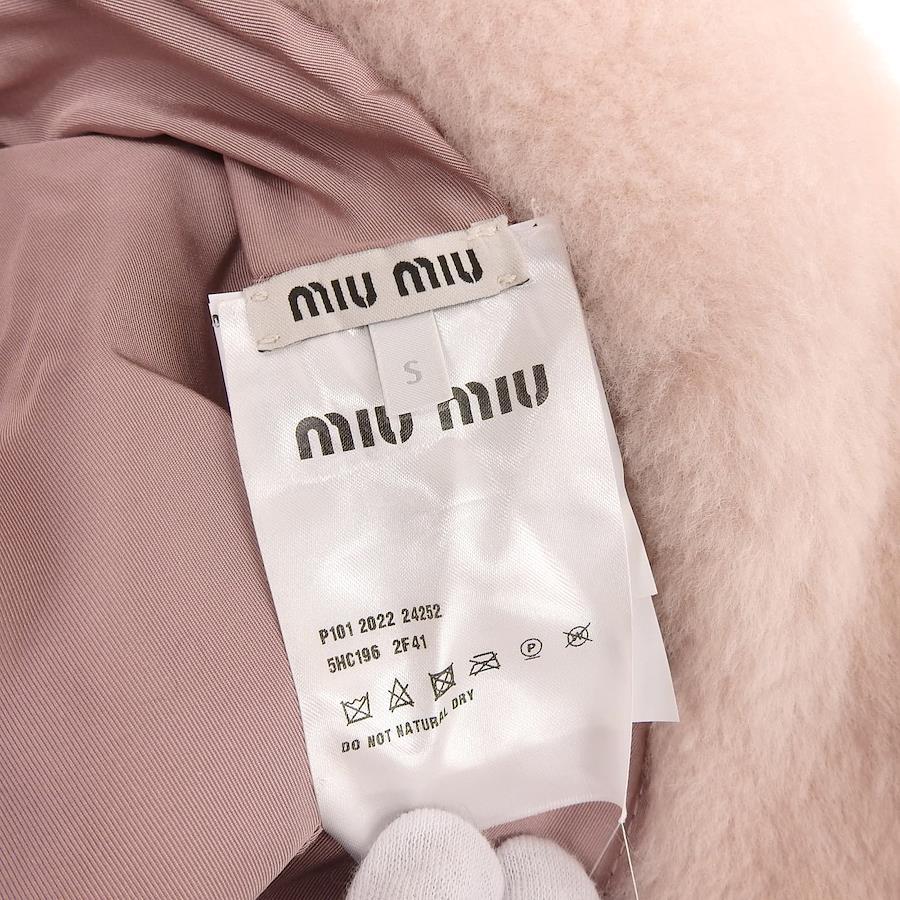 MIU MIU
S
MIU MIU
P101 2022 24252
5HC196 2F41
P
DO NOT NATURAL DRY